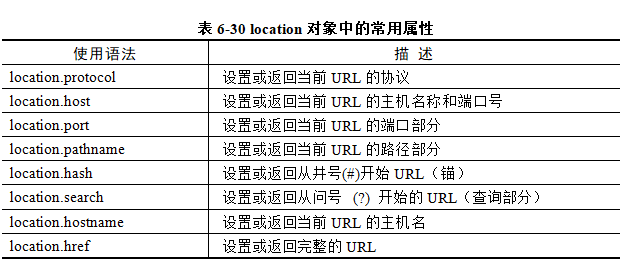 表 6-30 location 对象中的常用属性
使用语法 描 述
location.protocol 设置或返回当前 URL 的协议
location.host 设置或返回当前 URL 的主机名称和端口号
location.port 设置或返回当前 URL 的端口部分
location.pathname 设置或返回当前 URL 的路径部分
location.hash 设置或返回从井号(#)开始 URL（锚）
location.search 设置或返回从问号 (?) 开始的 URL（查询部分）
location.hostname 设置或返回当前 URL 的主机名
location.href 设置或返回完整的 URL